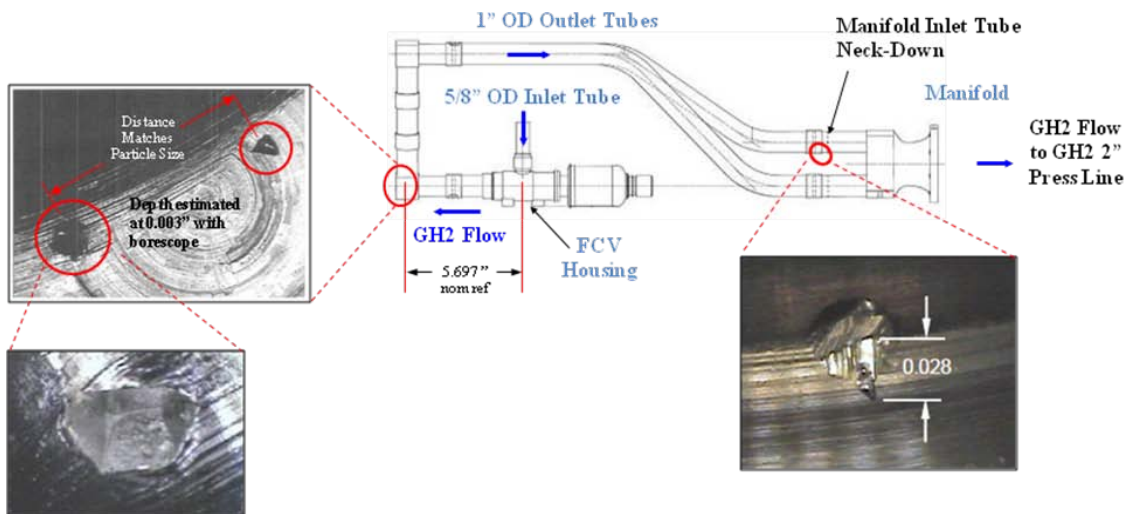 1” OD Outlet Tubes
Manifold Inlet Tube
Neck-Down
5/8” OD Inlet Tube
Manifold
GH2 Flow
to GH2 2”
Press Line
Distance
Matches
Particle Size
Depth estimated
at 0.003” with
borescope
GH2 Flow
FCV
Housing
5.697”
nom ref
0.028